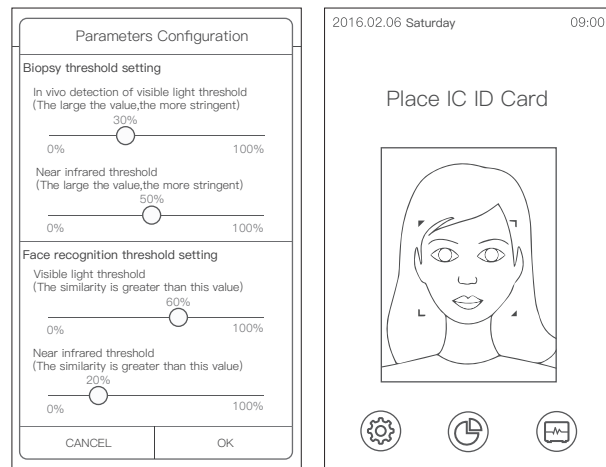 Parameters Configuration
Biopsy threshold setting
In vivo detection of visible light threshold
(The large the value,the more stringent)
30%
0% 100%
Near infrared threshold
(The large the value,the more stringent)
50%
0% 100%
Face recognition threshold setting
Visible light threshold
(The similarity is greater than this value)
60%
0% 100%
Near infrared threshold
(The similarity is greater than this value)
20%
0% 100%
CANCEL OK
2016.02.06 Saturday 09:00
Place IC ID Card